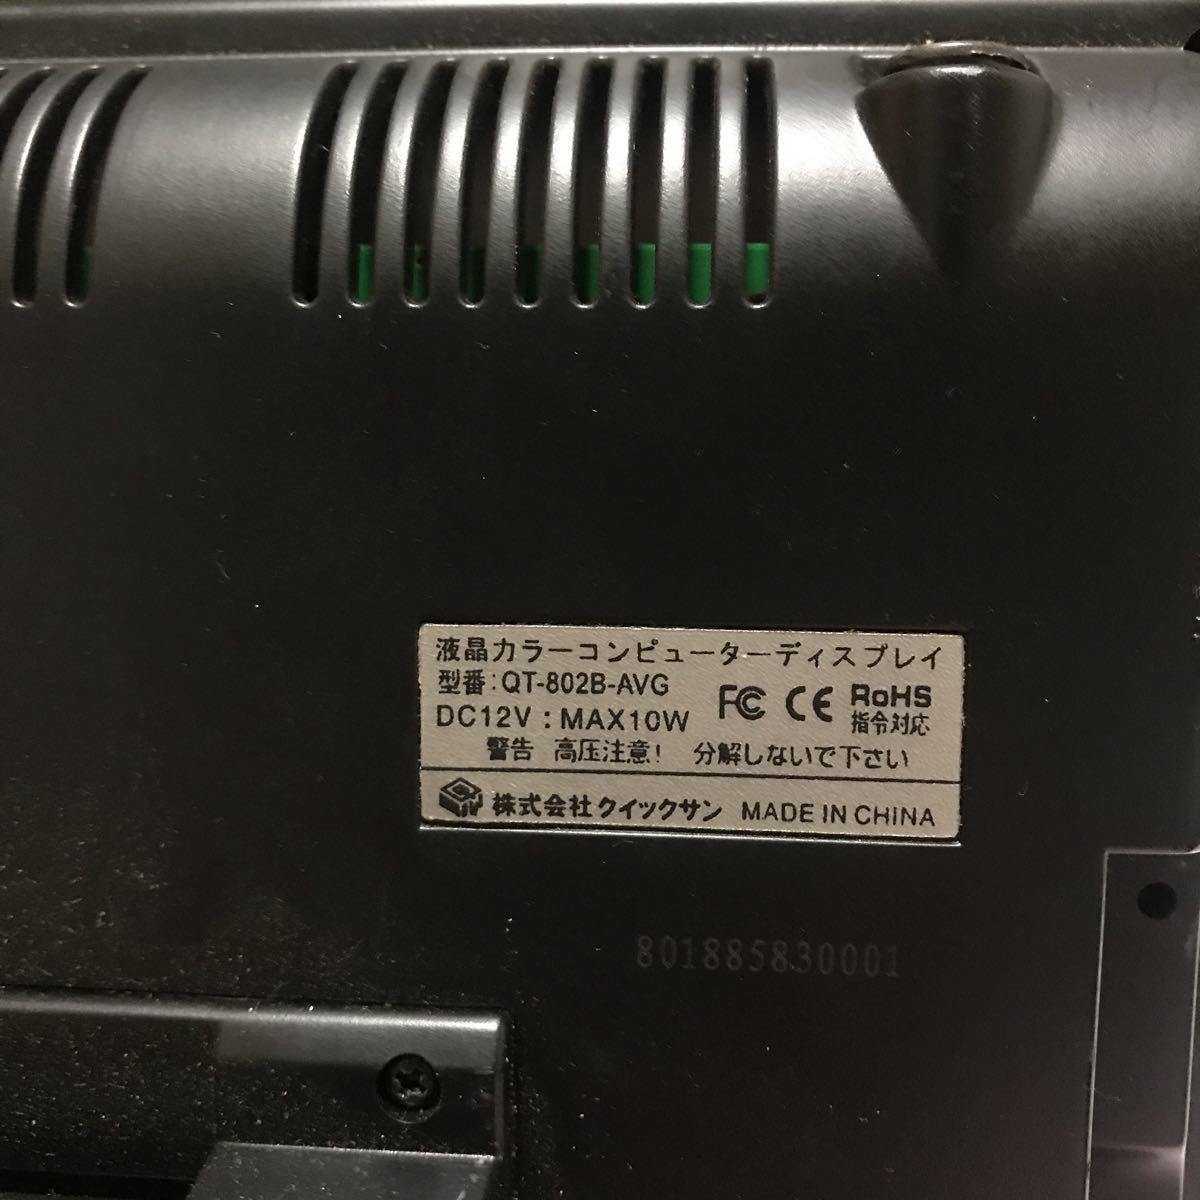 液晶カラーコンピューターディスプレイ
型番:QT-802B-AVG
DC12V : MAX10W
FC CE RoHS
指令対応
警告 高圧注意! 分解しないで下さい
株式会社クイックサン MADE IN CHINA
801885830001